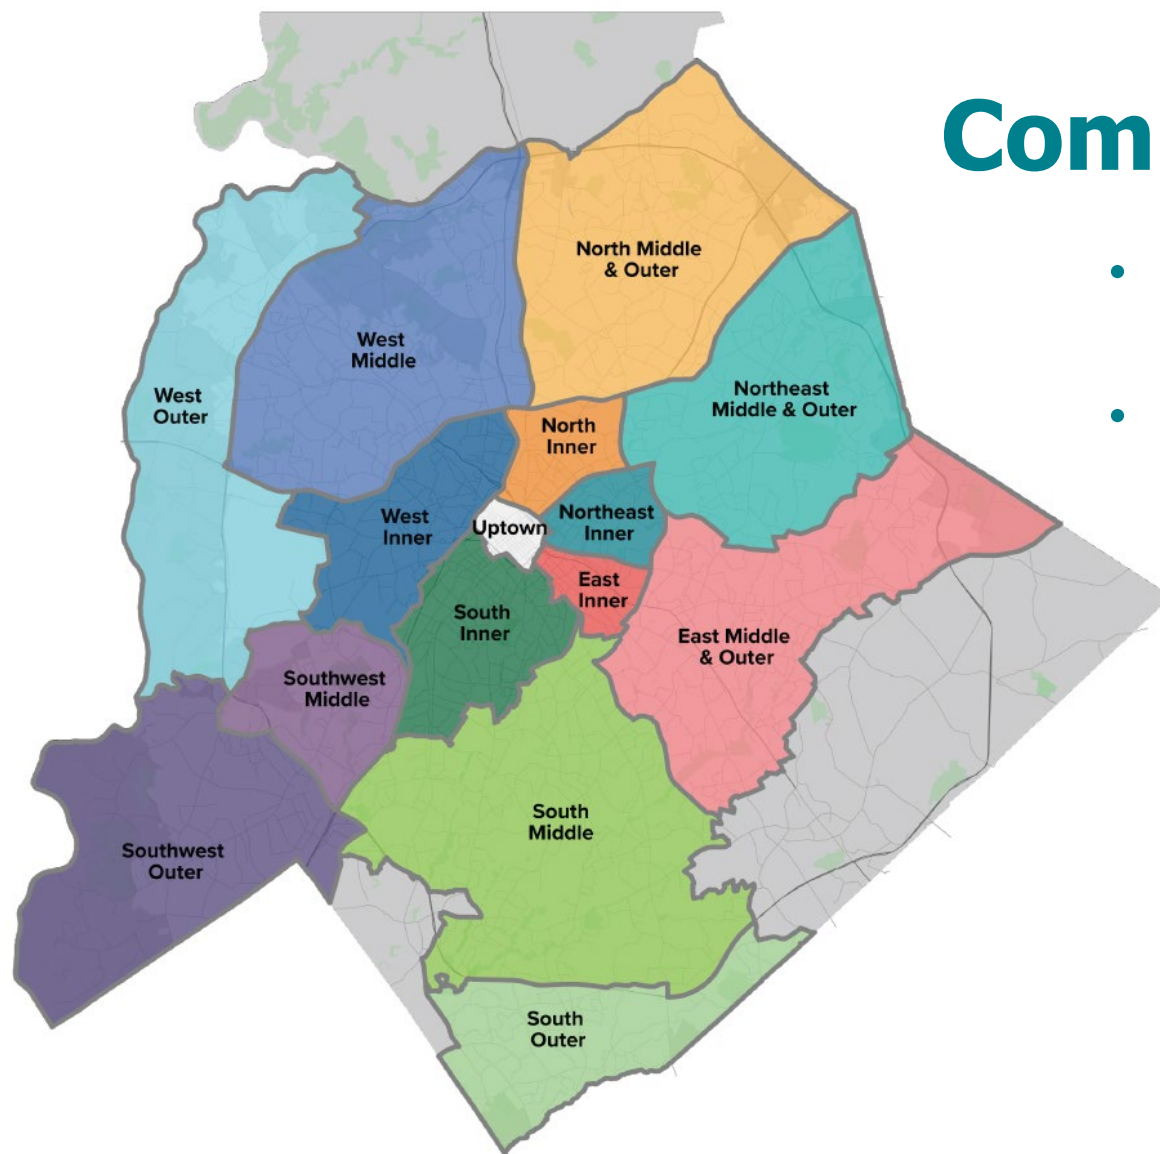 Com
•
•
North Middle
& Outer
West
Middle
West
Outer
Northeast
Middle & Outer
North
Inner
West
Inner
Uptown
Northeast
Inner
East
Inner
South
Inner
East Middle
& Outer
Southwest
Middle
South
Middle
Southwest
Outer
South
Outer